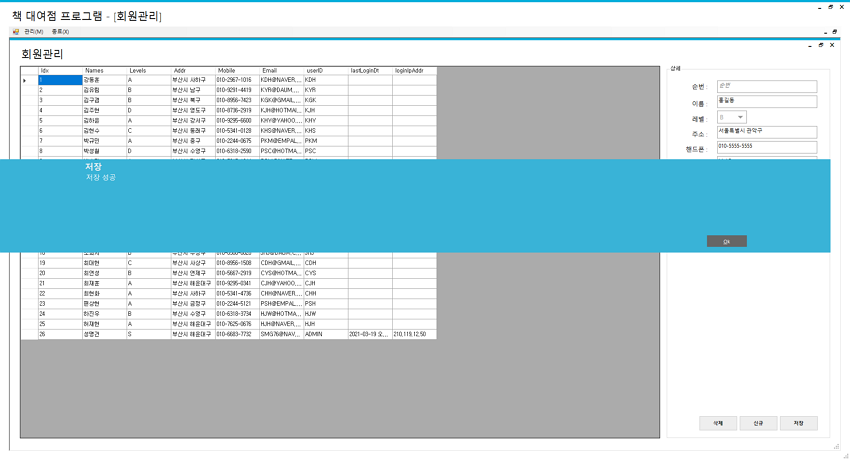 책 대여점 프로그램 - [회원관리]
관리(M) 종료(X)
회원관리
Idx Names Levels Addr Mobile Email userID lastLoginDt loginIpAddr
1 강동훈 A 부산시 사하구 010-2967-1016 KDH@NAVER,... KDH
2 김유림 B 부산시 남구 010-9291-4419 KYR@DAUM,... KYR
3 김구겸 B 부산시 북구 010-8956-7423 KGK@GMAIL,... KGK
4 김주현 D 부산시 영도구 010-8736-2919 KJH@HOTMAI... KJH
5 김하윤 A 부산시 강서구 010-9295-6600 KHY@YAHOO,... KHY
6 김현수 C 부산시 동래구 010-5341-0128 KHS@NAVER,... KHS
7 박규민 A 부산시 중구 010-2244-0675 PKM@EMPAL,... PKM
8 박성철 D 부산시 수영구 010-6318-2590 PSC@HOTMA... PSC
저장
저장 성공
Ok
19 최대현 C 부산시 사상구 010-8956-1508 CDH@GMAIL,... CDH
20 최연성 B 부산시 연제구 010-5667-2919 CYS@HOTMA... CYS
21 최재훈 A 부산시 해운대구 010-9295-0341 CJH@YAHOO,... CJH
22 최현화 A 부산시 사하구 010-5341-4736 CHH@NAVER,... CHH
23 편상현 A 부산시 금정구 010-2244-5121 PSH@EMPAL,... PSH
24 하진우 B 부산시 수영구 010-6318-3734 HJW@HOTMA... HJW
25 허재현 A 부산시 해운대구 010-7625-0676 HJH@NAVER,... HJH
26 성명건 S 부산시 해운대구 010-6683-7732 SMG76@NAV,... ADMIN 2021-03-19 오... 210,119,12,50
상세
순번 : 순번
이름 : 홍길동
레벨 : B
주소 : 서울특별시 관악구
핸드폰 : 010-5555-5555
삭제 신규 저장